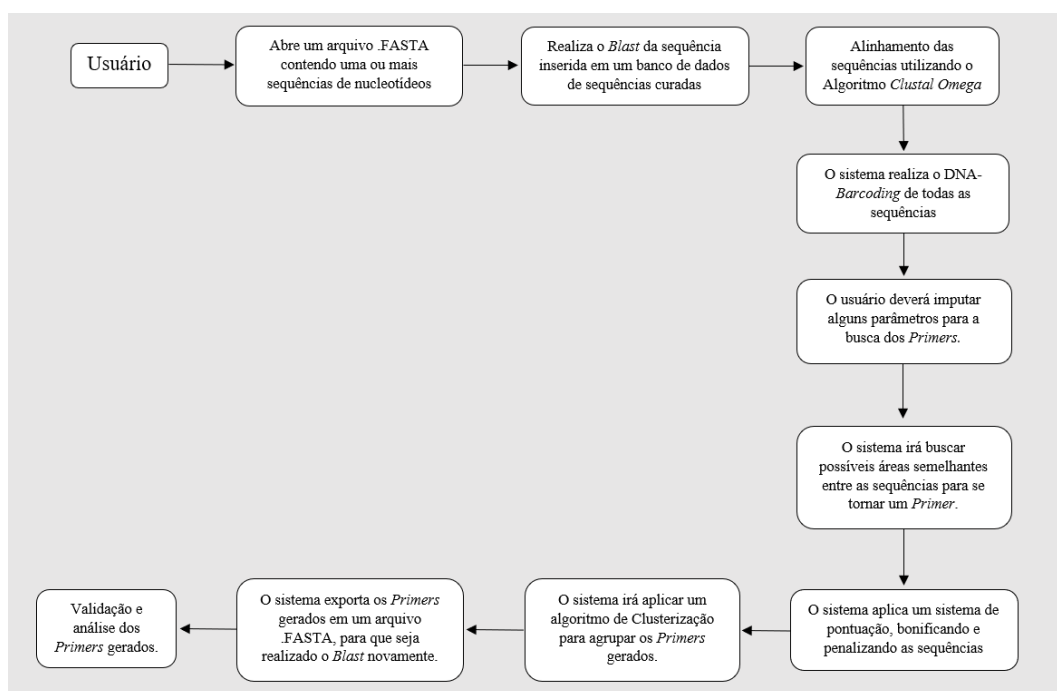 Usuário
Abre um arquivo .FASTA
contendo uma ou mais
sequências de nucleotídeos
Realiza o Blast da sequência
inserida em um banco de dados
de sequências curadas
Alinhamento das
sequências utilizando o
Algoritmo Clustal Omega
O sistema realiza o DNA-
Barcoding de todas as
sequências
O usuário deverá imputar
alguns parâmetros para a
busca dos Primers.
O sistema irá buscar
possíveis áreas semelhantes
entre as sequências para se
tornar um Primer.
O sistema aplica um sistema de
pontuação, bonificando e
penalizando as sequências
O sistema irá aplicar um
algoritmo de Clusterização
para agrupar os Primers
gerados.
O sistema exporta os Primers
gerados em um arquivo
.FASTA, para que seja
realizado o Blast novamente.
Validação e
análise dos
Primers gerados.